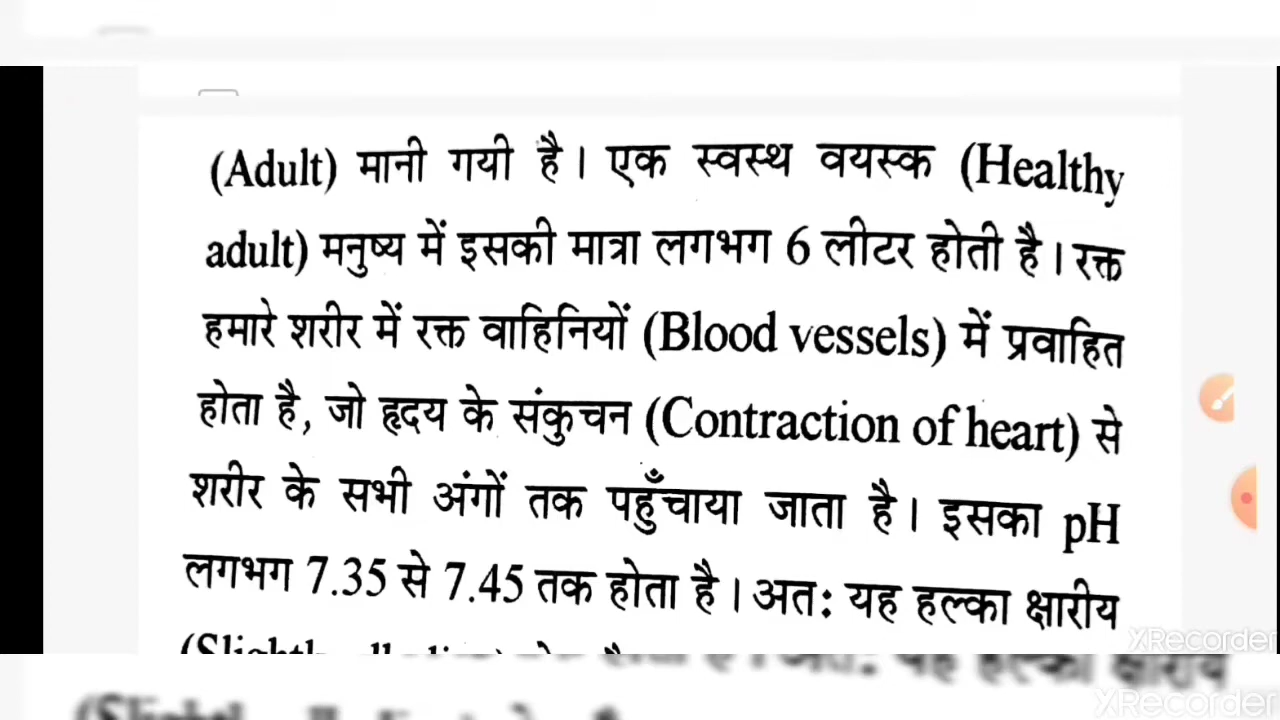 (Adult) मानी गयी है। एक स्वस्थ वयस्क (Healthy
adult) मनुष्य में इसकी मात्रा लगभग 6 लीटर होती है। रक्त
हमारे शरीर में रक्त वाहिनियों (Blood vessels) में प्रवाहित
होता है, जो हृदय के संकुचन (Contraction of heart) से
शरीर के सभी अंगों तक पहुँचाया जाता है। इसका pH
लगभग 7.35 से 7.45 तक होता है। अतः यह हल्का क्षारीय
XRecorder
XRecorder